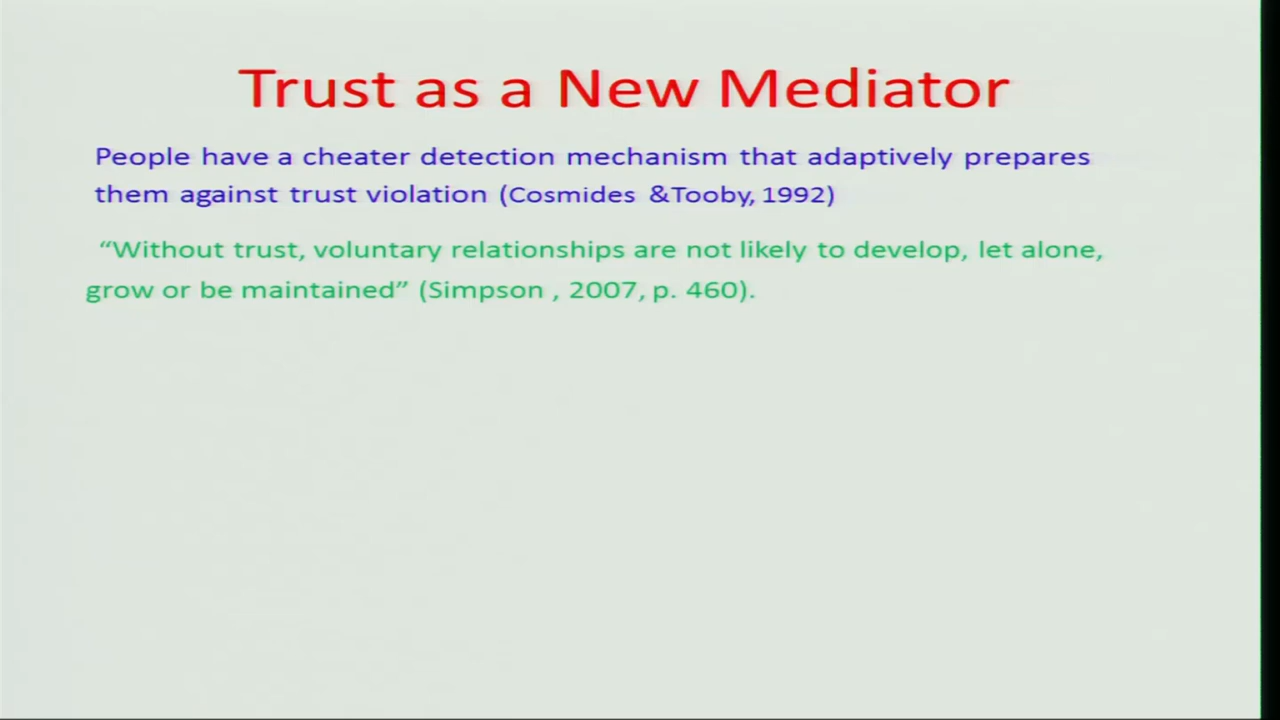 Trust as a New Mediator
People have a cheater detection mechanism that adaptively prepares
them against trust violation (Cosmides &Tooby, 1992)
“Without trust, voluntary relationships are not likely to develop, let alone,
grow or be maintained” (Simpson , 2007, p. 460).